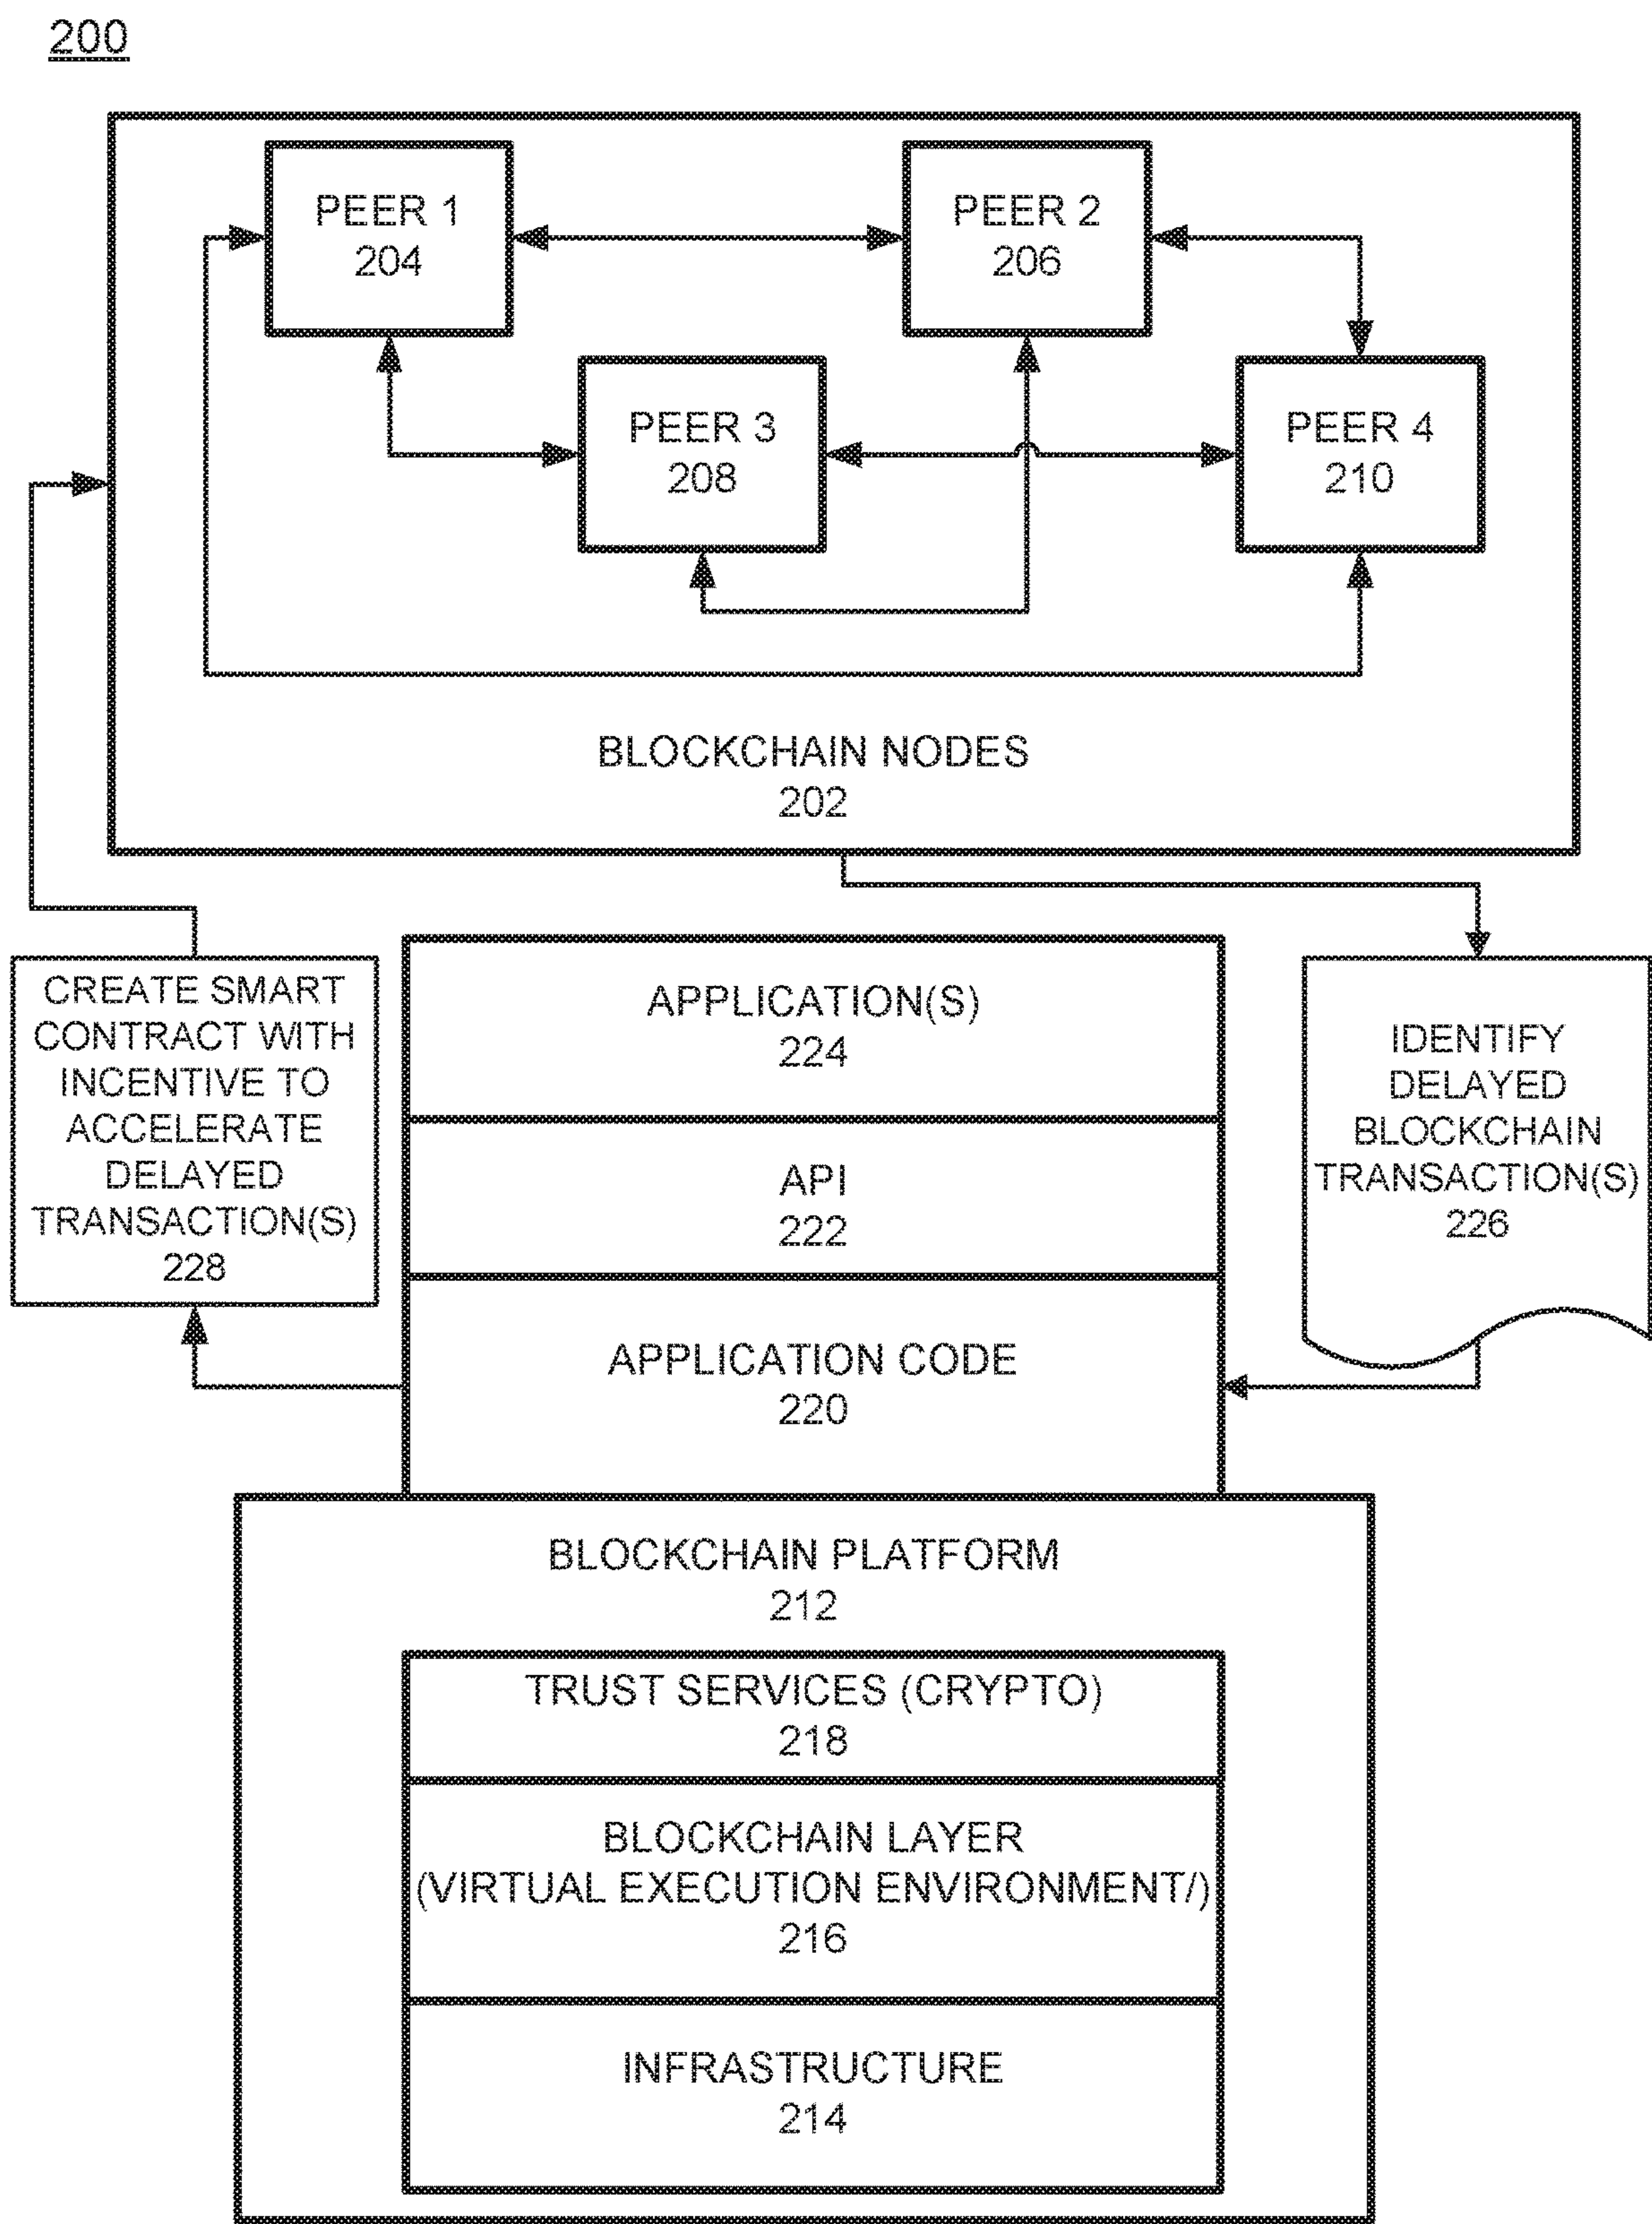 200
PEER 1
204
PEER 2
206
PEER 3
208
PEER 4
210
BLOCKCHAIN NODES
202
CREATE SMART
CONTRACT WITH
INCENTIVE TO
ACCELERATE
DELAYED
TRANSACTION(S)
228
APPLICATION(S)
224
API
222
APPLICATION CODE
220
IDENTIFY
DELAYED
BLOCKCHAIN
TRANSACTION(S)
226
BLOCKCHAIN PLATFORM
212
TRUST SERVICES (CRYPTO)
218
BLOCKCHAIN LAYER
(VIRTUAL EXECUTION ENVIRONMENT/)
216
INFRASTRUCTURE
214